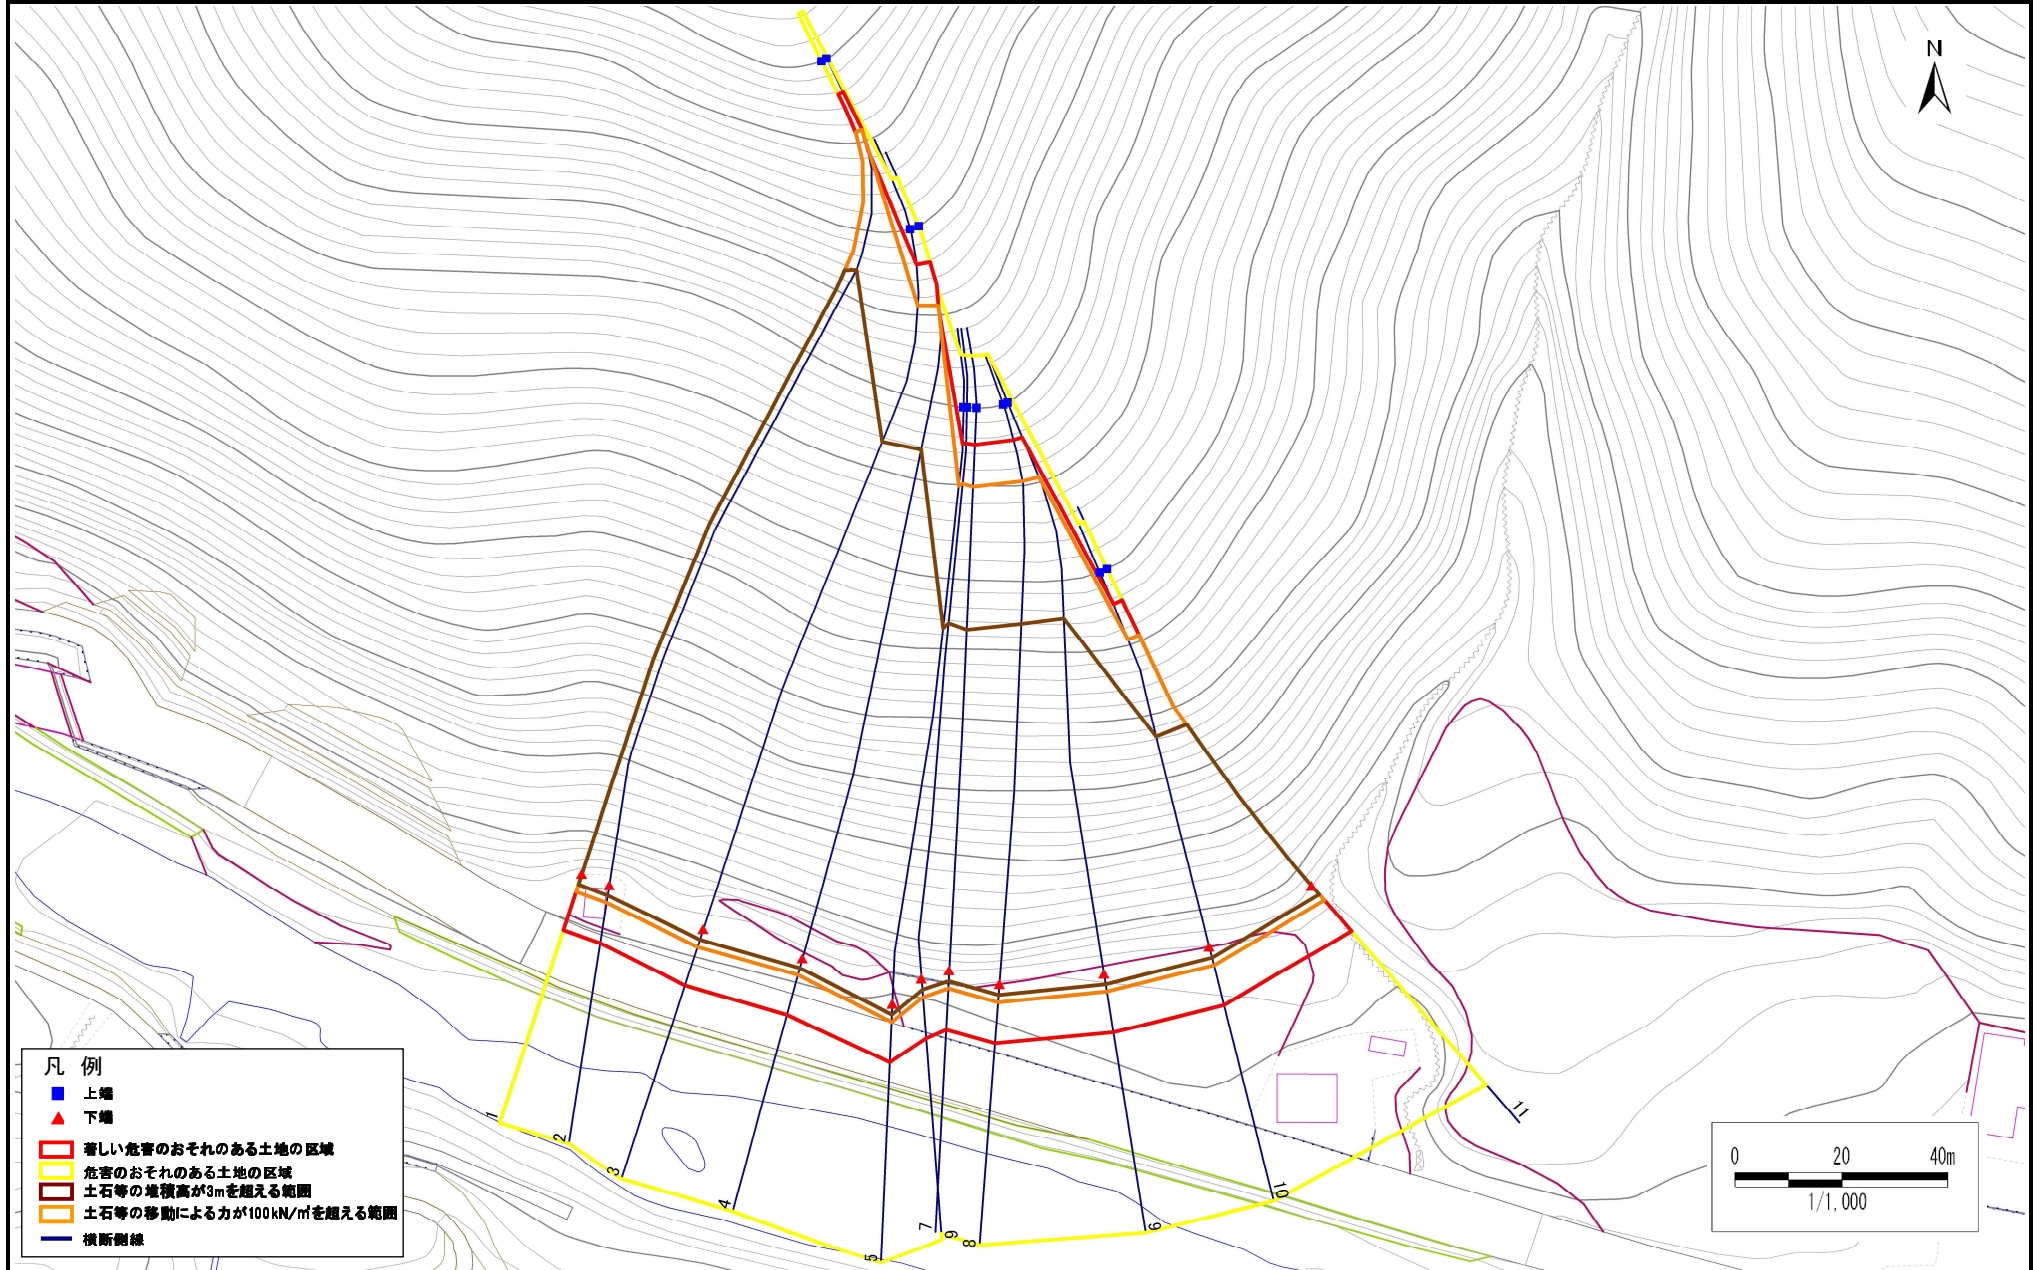 N
1
2
3
4
5
7
9
8
6
10
11
凡 例
上端
下端
著しい危害のおそれのある土地の区域
危害のおそれのある土地の区域
土石等の堆積高が3mを超える範囲
土石等の移動による力が100kN/㎡を超える範囲
横断側線
0 20 40m
1/1,000